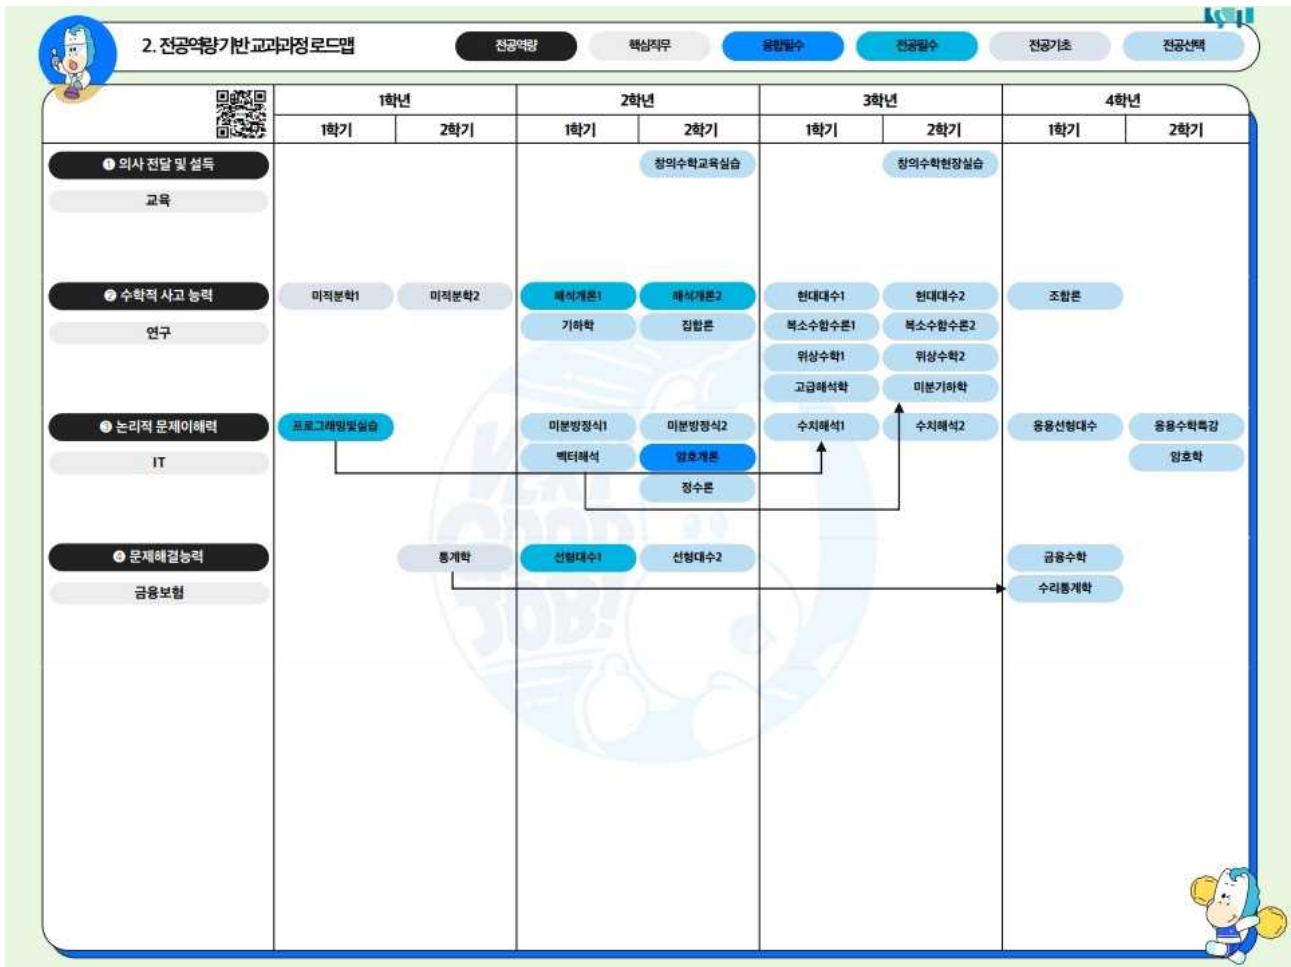 2. 전공역량 기반 교과과정 로드맵
전공역량 핵심직무 융합필수 전공필수 전공기초 전공선택
1학년 2학년 3학년 4학년
1학기 2학기 1학기 2학기 1학기 2학기 1학기 2학기
❶ 의사 전달 및 설득 창의수학교육실습 창의수학현장실습
교육
❷ 수학적 사고 능력 미적분학1 미적분학2 해석개론1 해석개론2 현대대수1 현대대수2 조합론
연구 기하학 집합론 복소수함수론1 복소수함수론2
위상수학1 위상수학2
고급해석학 미분기하학
❸ 논리적 문제이해력 프로그래밍및실습 미분방정식1 미분방정식2 수치해석1 수치해석2 응용선형대수 응용수학특강
IT 벡터해석 암호개론 암호학
정수론
❹ 문제해결능력 통계학 선형대수1 선형대수2 금융수학
금융보험 수리통계학
VERY
GOOD
JOB!